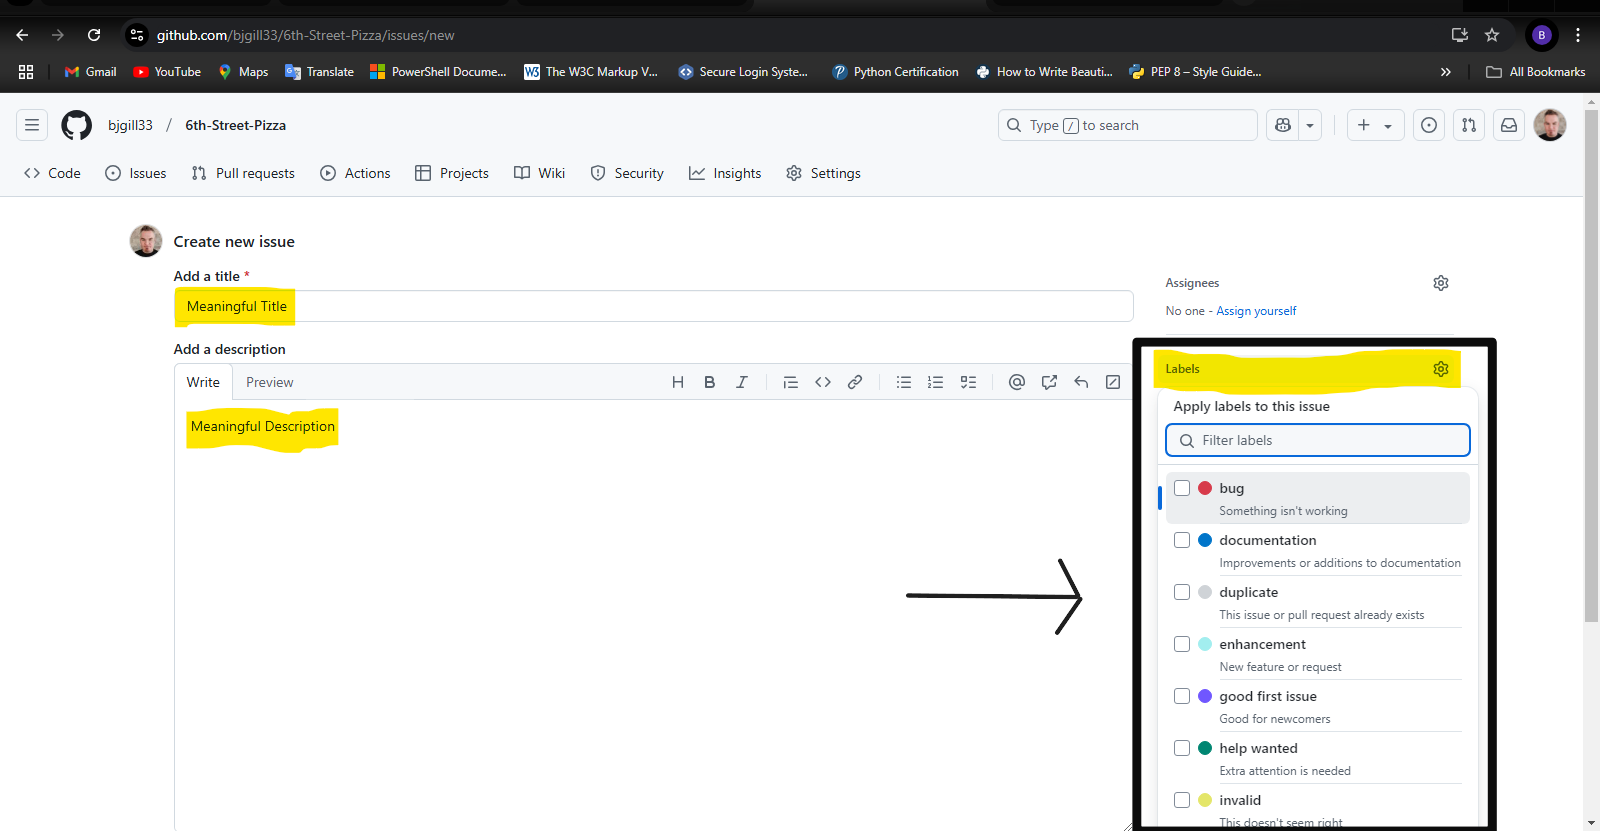 github.com/bjgill33/6th-Street-Pizza/issues/new
B
Gmail
YouTube
Maps
Translate
PowerShell Docume...
The W3C Markup V...
Secure Login Syste...
Python Certification
How to Write Beauti...
PEP 8 – Style Guide...
All Bookmarks
bjgill33 / 6th-Street-Pizza
Type / to search
Code
Issues
Pull requests
Actions
Projects
Wiki
Security
Insights
Settings
Create new issue
Add a title *
Meaningful Title
Add a description
Write
Preview
Meaningful Description
Assignees
No one - Assign yourself
Labels
Apply labels to this issue
Filter labels
bug
Something isn't working
documentation
Improvements or additions to documentation
duplicate
This issue or pull request already exists
enhancement
New feature or request
good first issue
Good for newcomers
help wanted
Extra attention is needed
invalid
This doesn't seem right